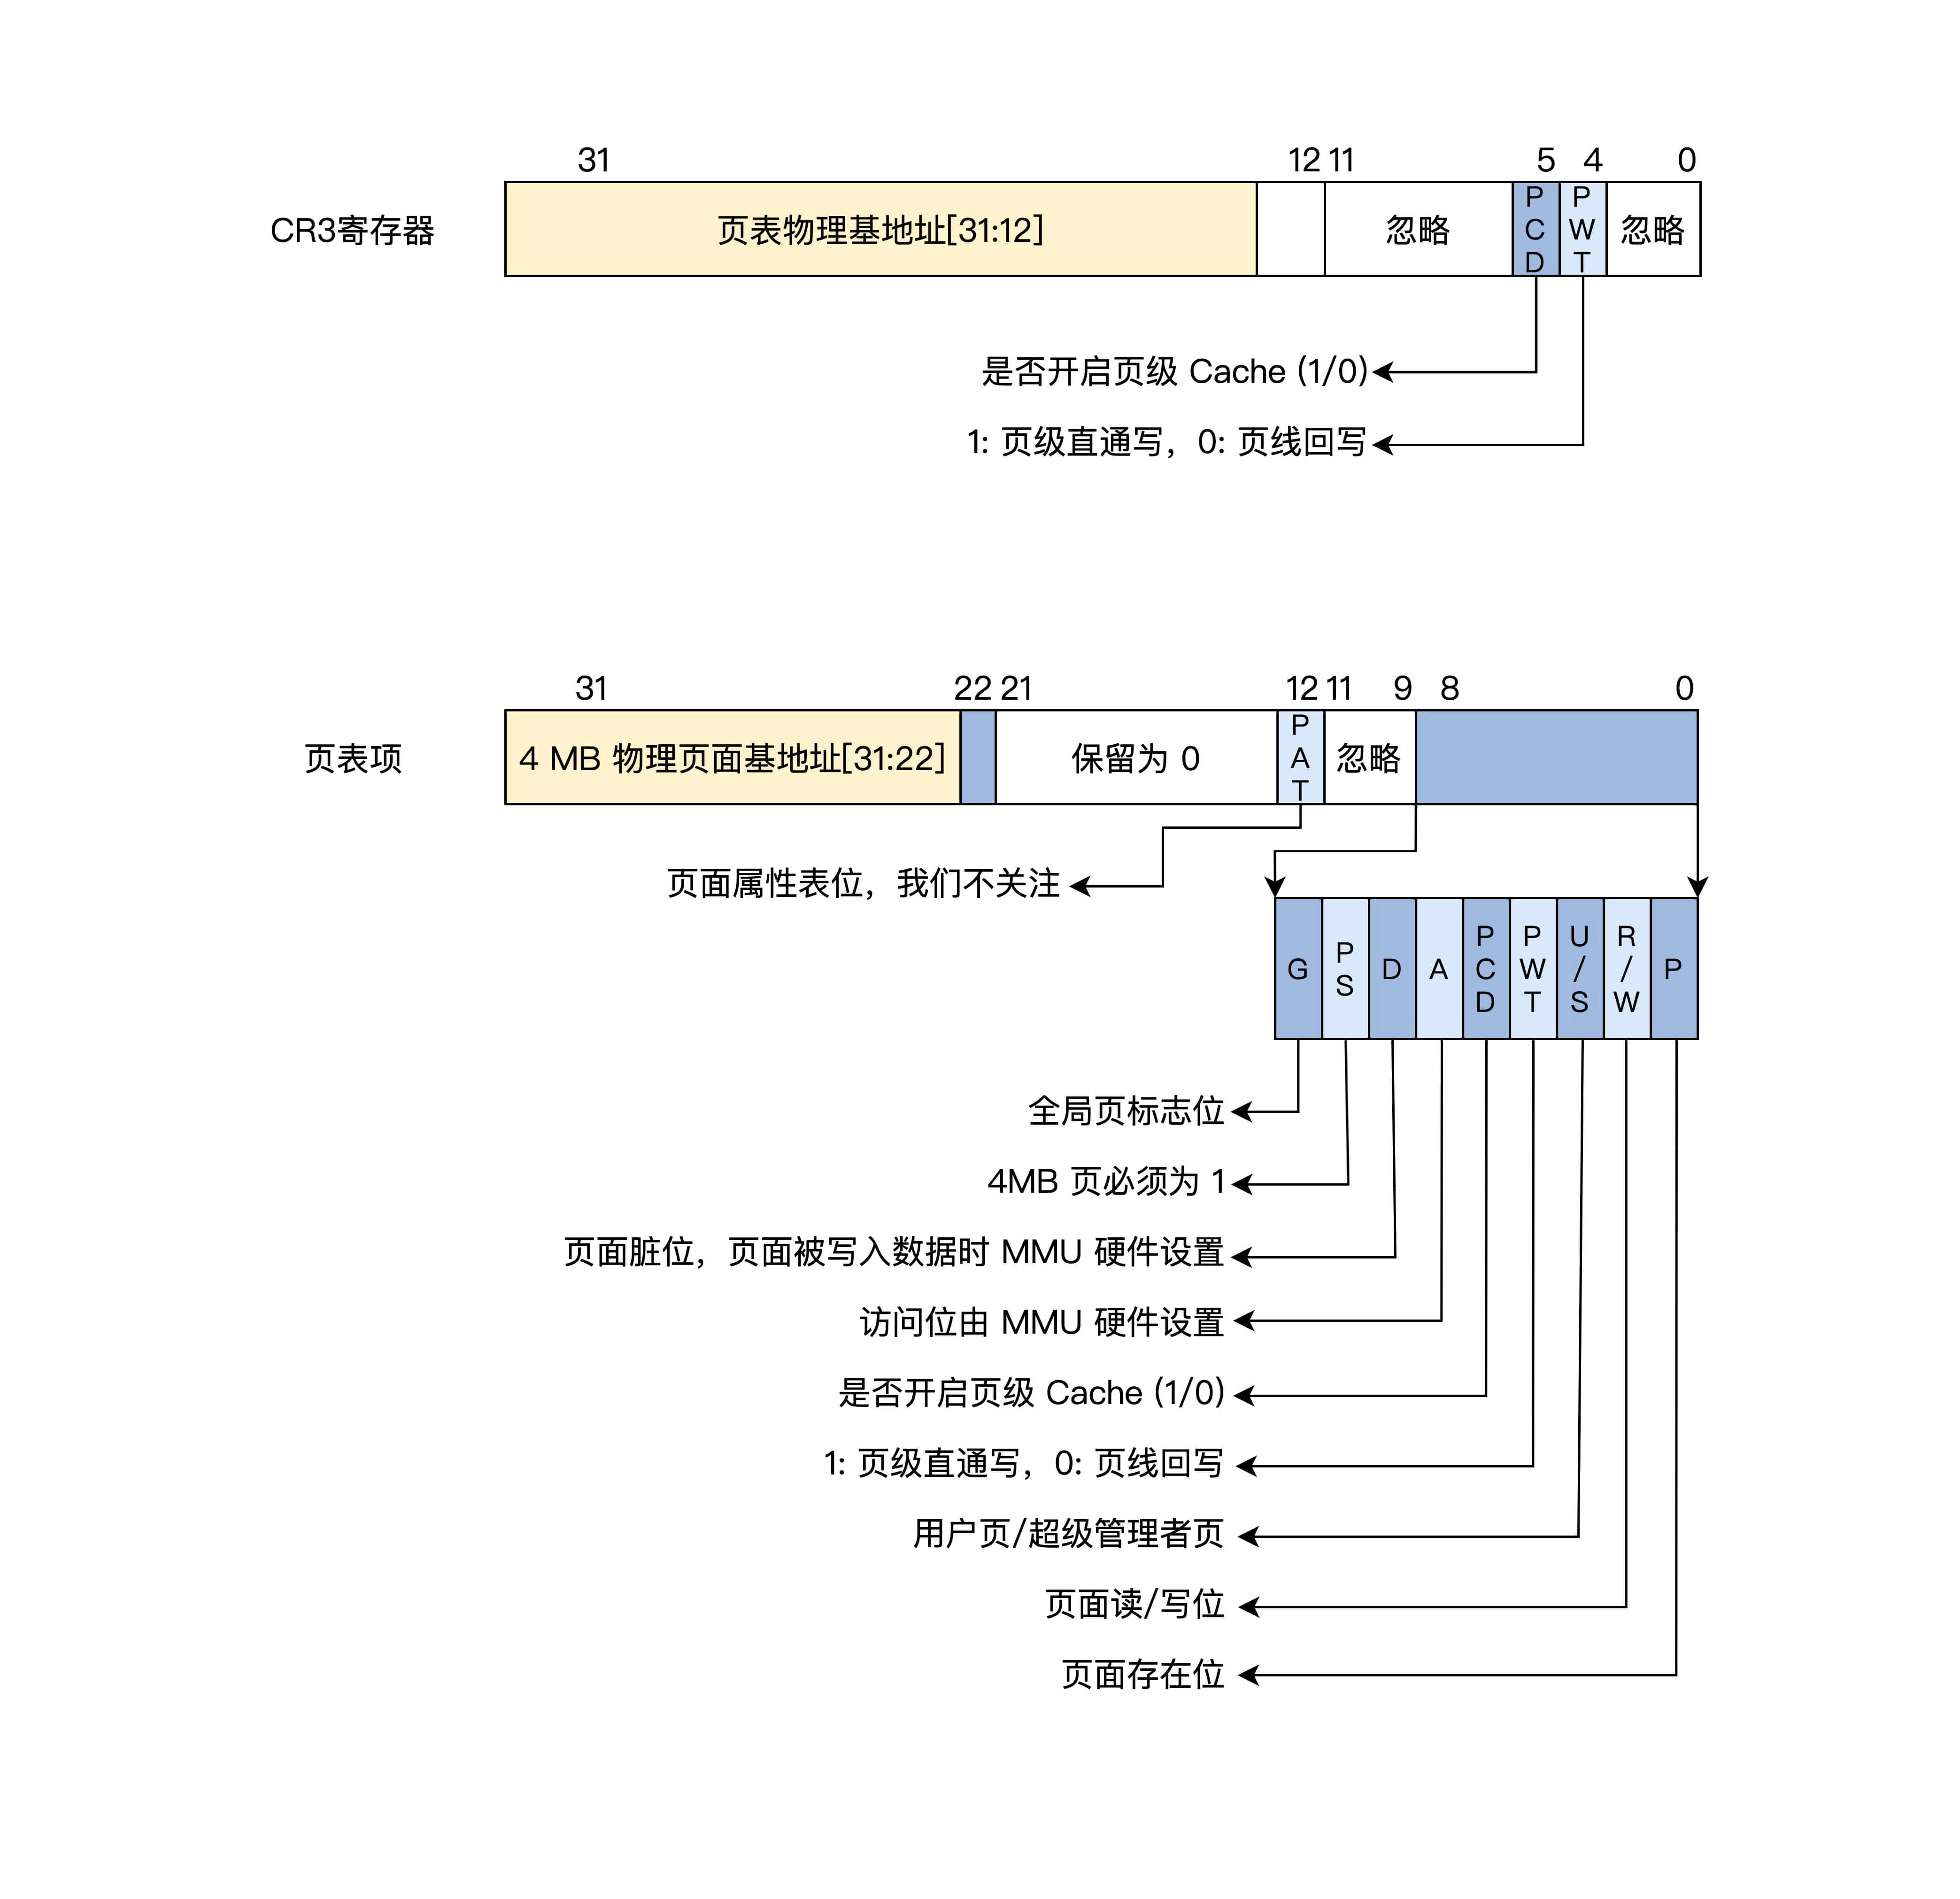 31 12 11 5 4 0
CR3寄存器 页表物理基地址[31:12] 忽略 PCD PWT 忽略
是否开启页级 Cache (1/0)
1: 页级直通写，0: 页线回写
31 22 21 12 11 9 8 0
页表项 4 MB 物理页面基地址[31:22] 保留为 0 PAT 忽略
页面属性表位，我们不关注
G PS D A PCD PWT U/S R/W P
全局页标志位
4MB 页必须为 1
页面脏位，页面被写入数据时 MMU 硬件设置
访问位由 MMU 硬件设置
是否开启页级 Cache (1/0)
1: 页级直通写，0: 页线回写
用户页/超级管理者页
页面读/写位
页面存在位